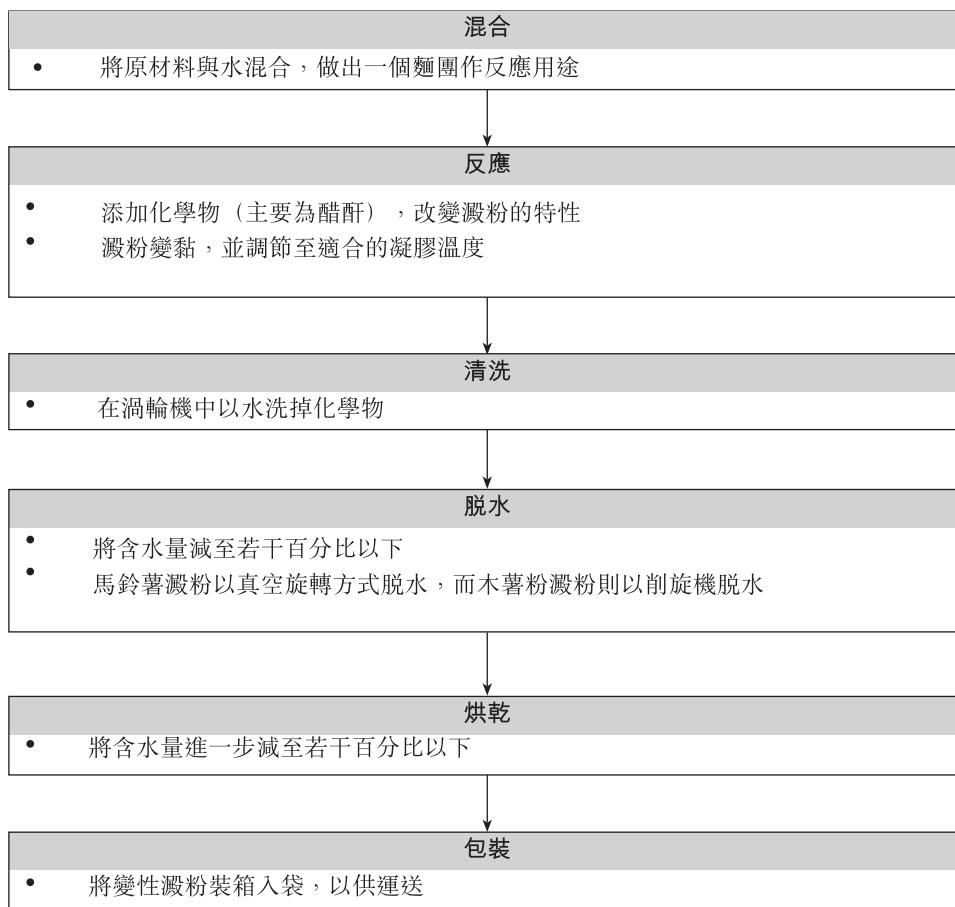 混合
• 將原材料與水混合，做出一個麵團作反應用途
反應
• 添加化學物（主要為醋酐），改變澱粉的特性
• 澱粉變黏，並調節至適合的凝膠溫度
清洗
• 在渦輪機中以水洗掉化學物
脱水
• 將含水量減至若干百分比以下
• 馬鈴薯澱粉以真空旋轉方式脱水，而木薯粉澱粉則以削旋機脱水
烘乾
• 將含水量進一步減至若干百分比以下
包裝
• 將變性澱粉裝箱入袋，以供運送